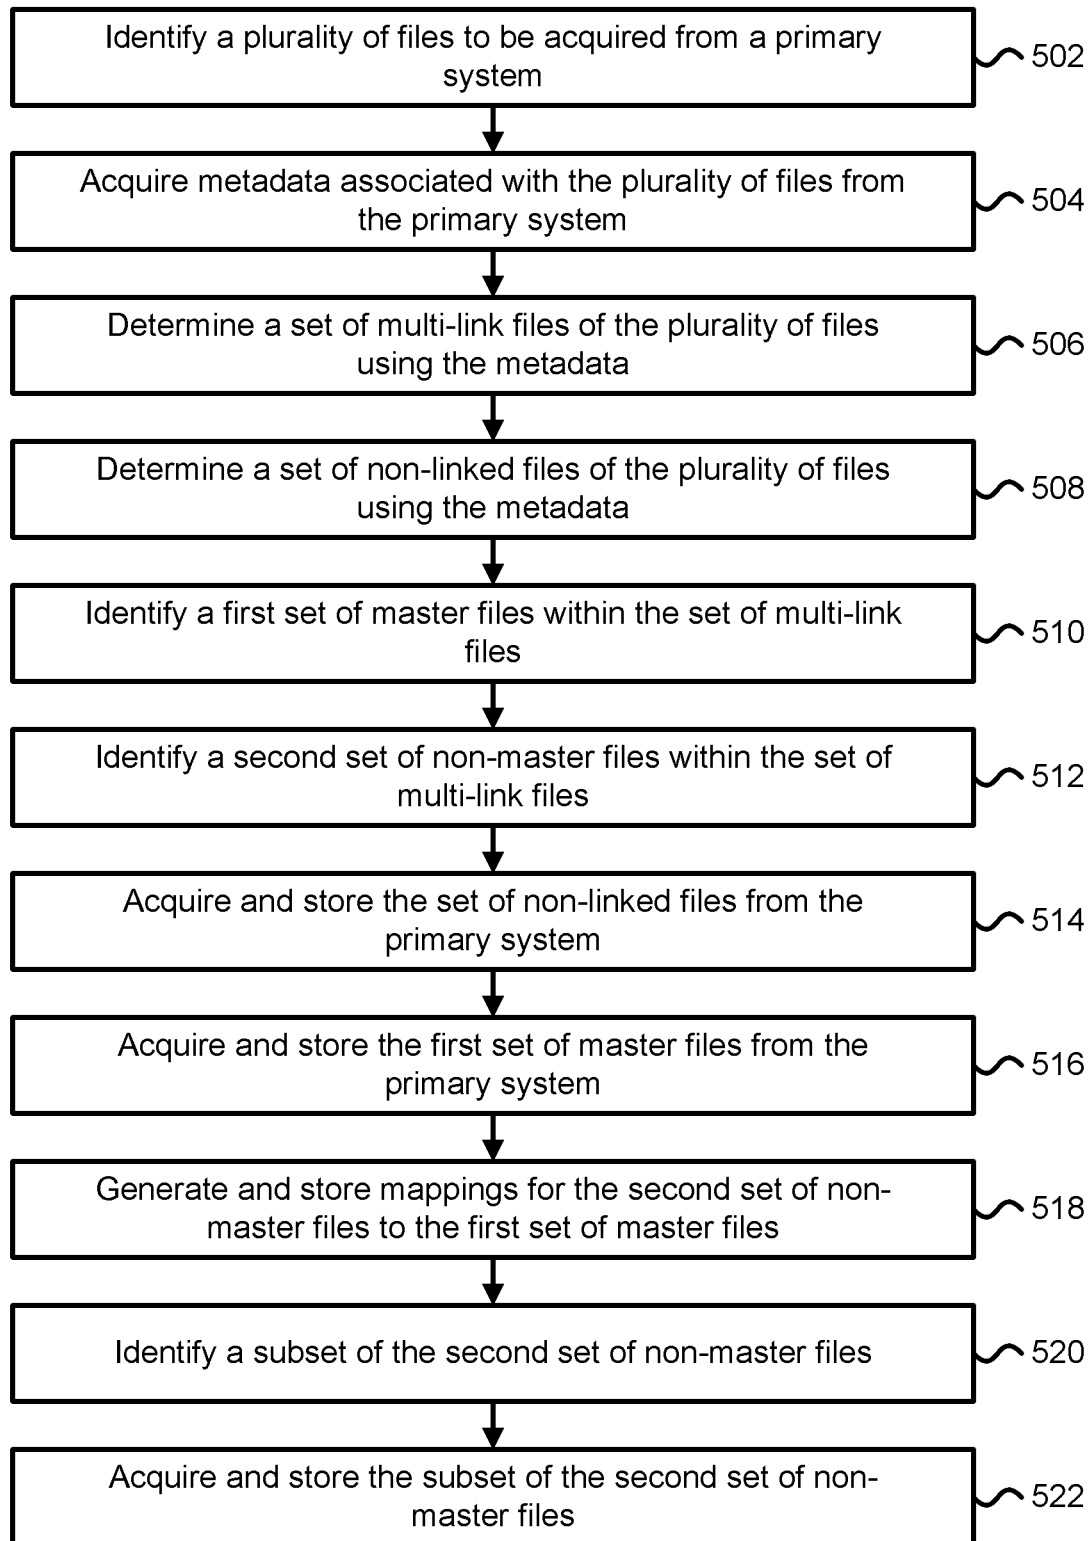 Identify a plurality of files to be acquired from a primary
system
502
Acquire metadata associated with the plurality of files from
the primary system
504
Determine a set of multi-link files of the plurality of files
using the metadata
506
Determine a set of non-linked files of the plurality of files
using the metadata
508
Identify a first set of master files within the set of multi-link
files
510
Identify a second set of non-master files within the set of
multi-link files
512
Acquire and store the set of non-linked files from the
primary system
514
Acquire and store the first set of master files from the
primary system
516
Generate and store mappings for the second set of non-
master files to the first set of master files
518
Identify a subset of the second set of non-master files
520
Acquire and store the subset of the second set of non-
master files
522